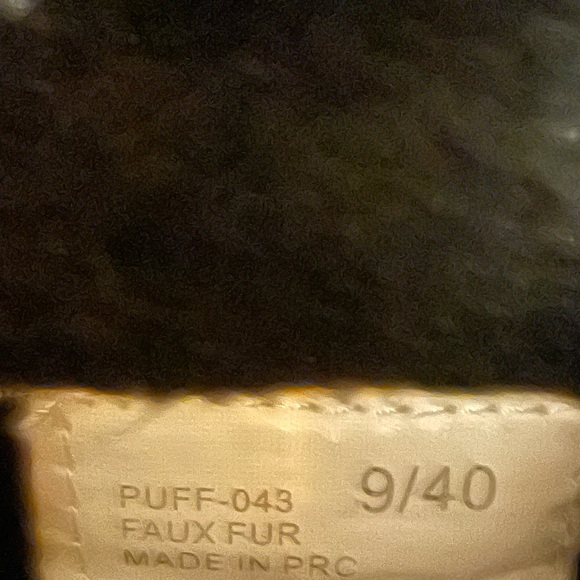 PUFF-043 9/40
FAUX FUR
MADE IN PRC